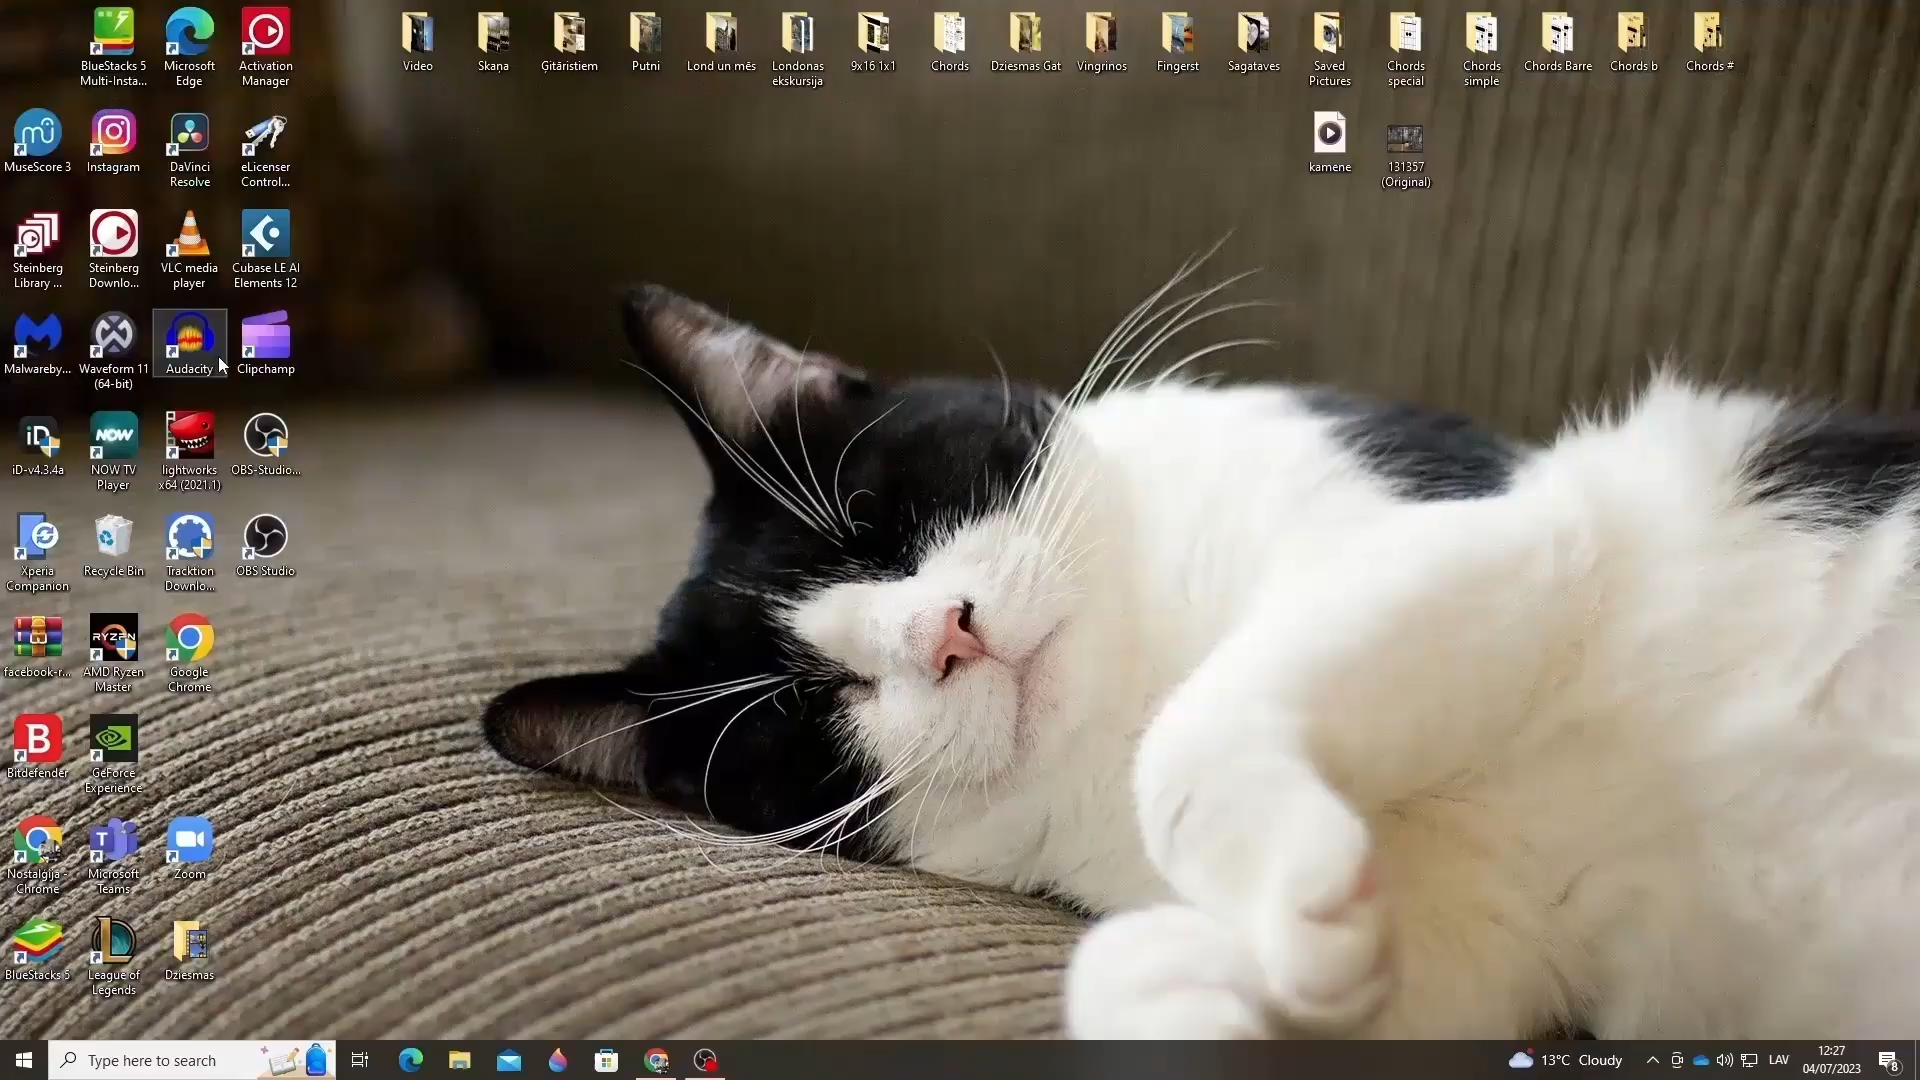 BlueStacks 5
Multi-Insta...
Microsoft
Edge
Activation
Manager
Video
Skaņa
Ģitāristiem
Putni
Lond un mēs
Londonas
ekskursija
9x16 1x1
Chords
Dziesmas Gat
Vingrinos
Fingerst
Sagataves
Saved
Pictures
Chords
special
Chords
simple
Chords Barre
Chords b
Chords #
MuseScore 3
Instagram
DaVinci
Resolve
eLicenser
Control...
kamene
131357
(Original)
Steinberg
Library ...
Steinberg
Downlo...
VLC media
player
Cubase LE AI
Elements 12
Malwareby...
Waveform 11
(64-bit)
Audacity
Clipchamp
iD
iD-v4.3.4a
NOW
NOW TV
Player
lightworks
x64 (2021.1)
OBS-Studio...
Xperia
Companion
Recycle Bin
Tracktion
Downlo...
OBS Studio
facebook-r...
RYZEN
AMD Ryzen
Master
Google
Chrome
B
Bitdefender
GeForce
Experience
Nostalģija -
Chrome
T
Microsoft
Teams
Zoom
BlueStacks 5
League of
Legends
Dziesmas
Type here to search
13°C Cloudy
LAV
12:27
04/07/2023
8